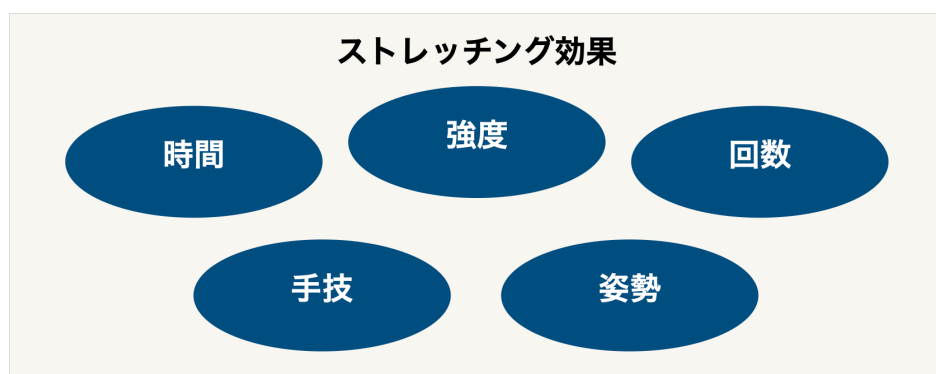 ストレッチング効果
時間
強度
回数
手技
姿勢